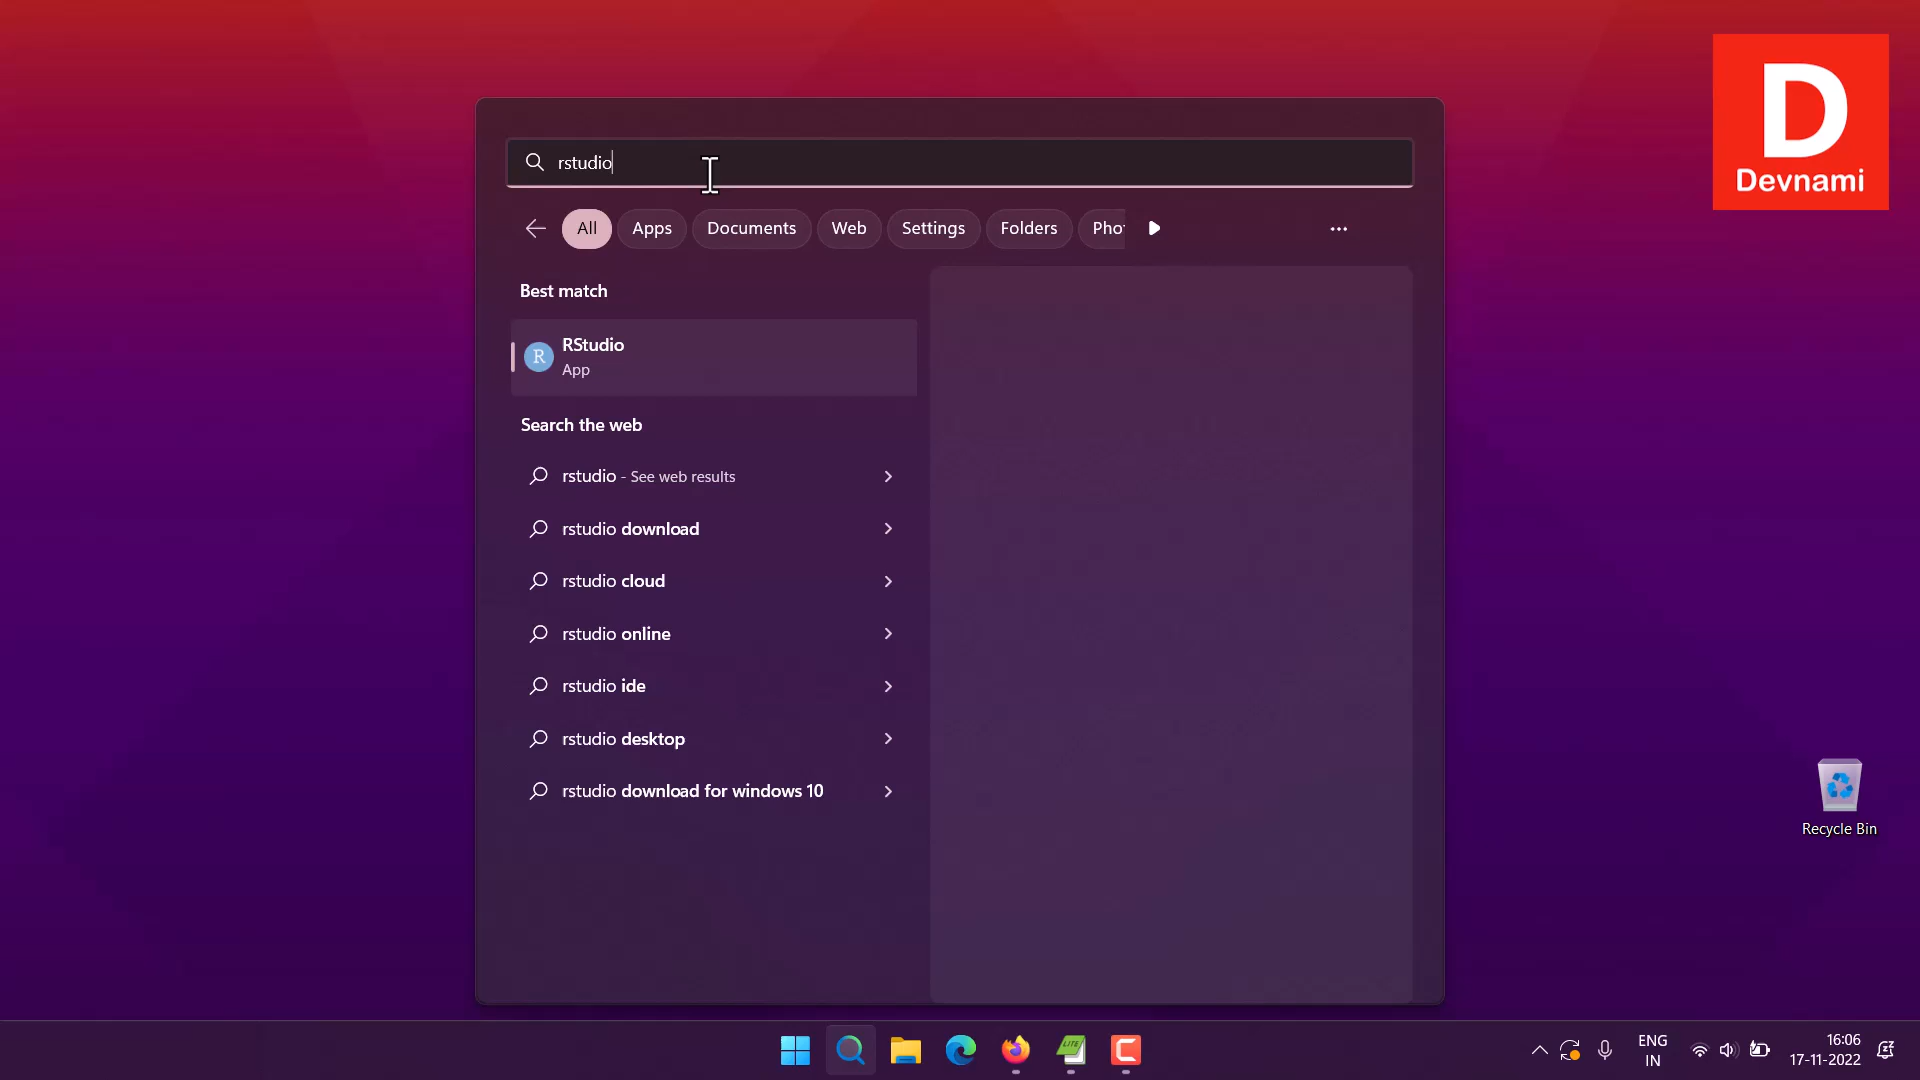 D
Devnami
rstudio
All Apps Documents Web Settings Folders Pho
Best match
R
RStudio
App
Search the web
rstudio - See web results
rstudio download
rstudio cloud
rstudio online
rstudio ide
rstudio desktop
rstudio download for windows 10
Recycle Bin
LITE
C
ENG
IN
16:06
17-11-2022